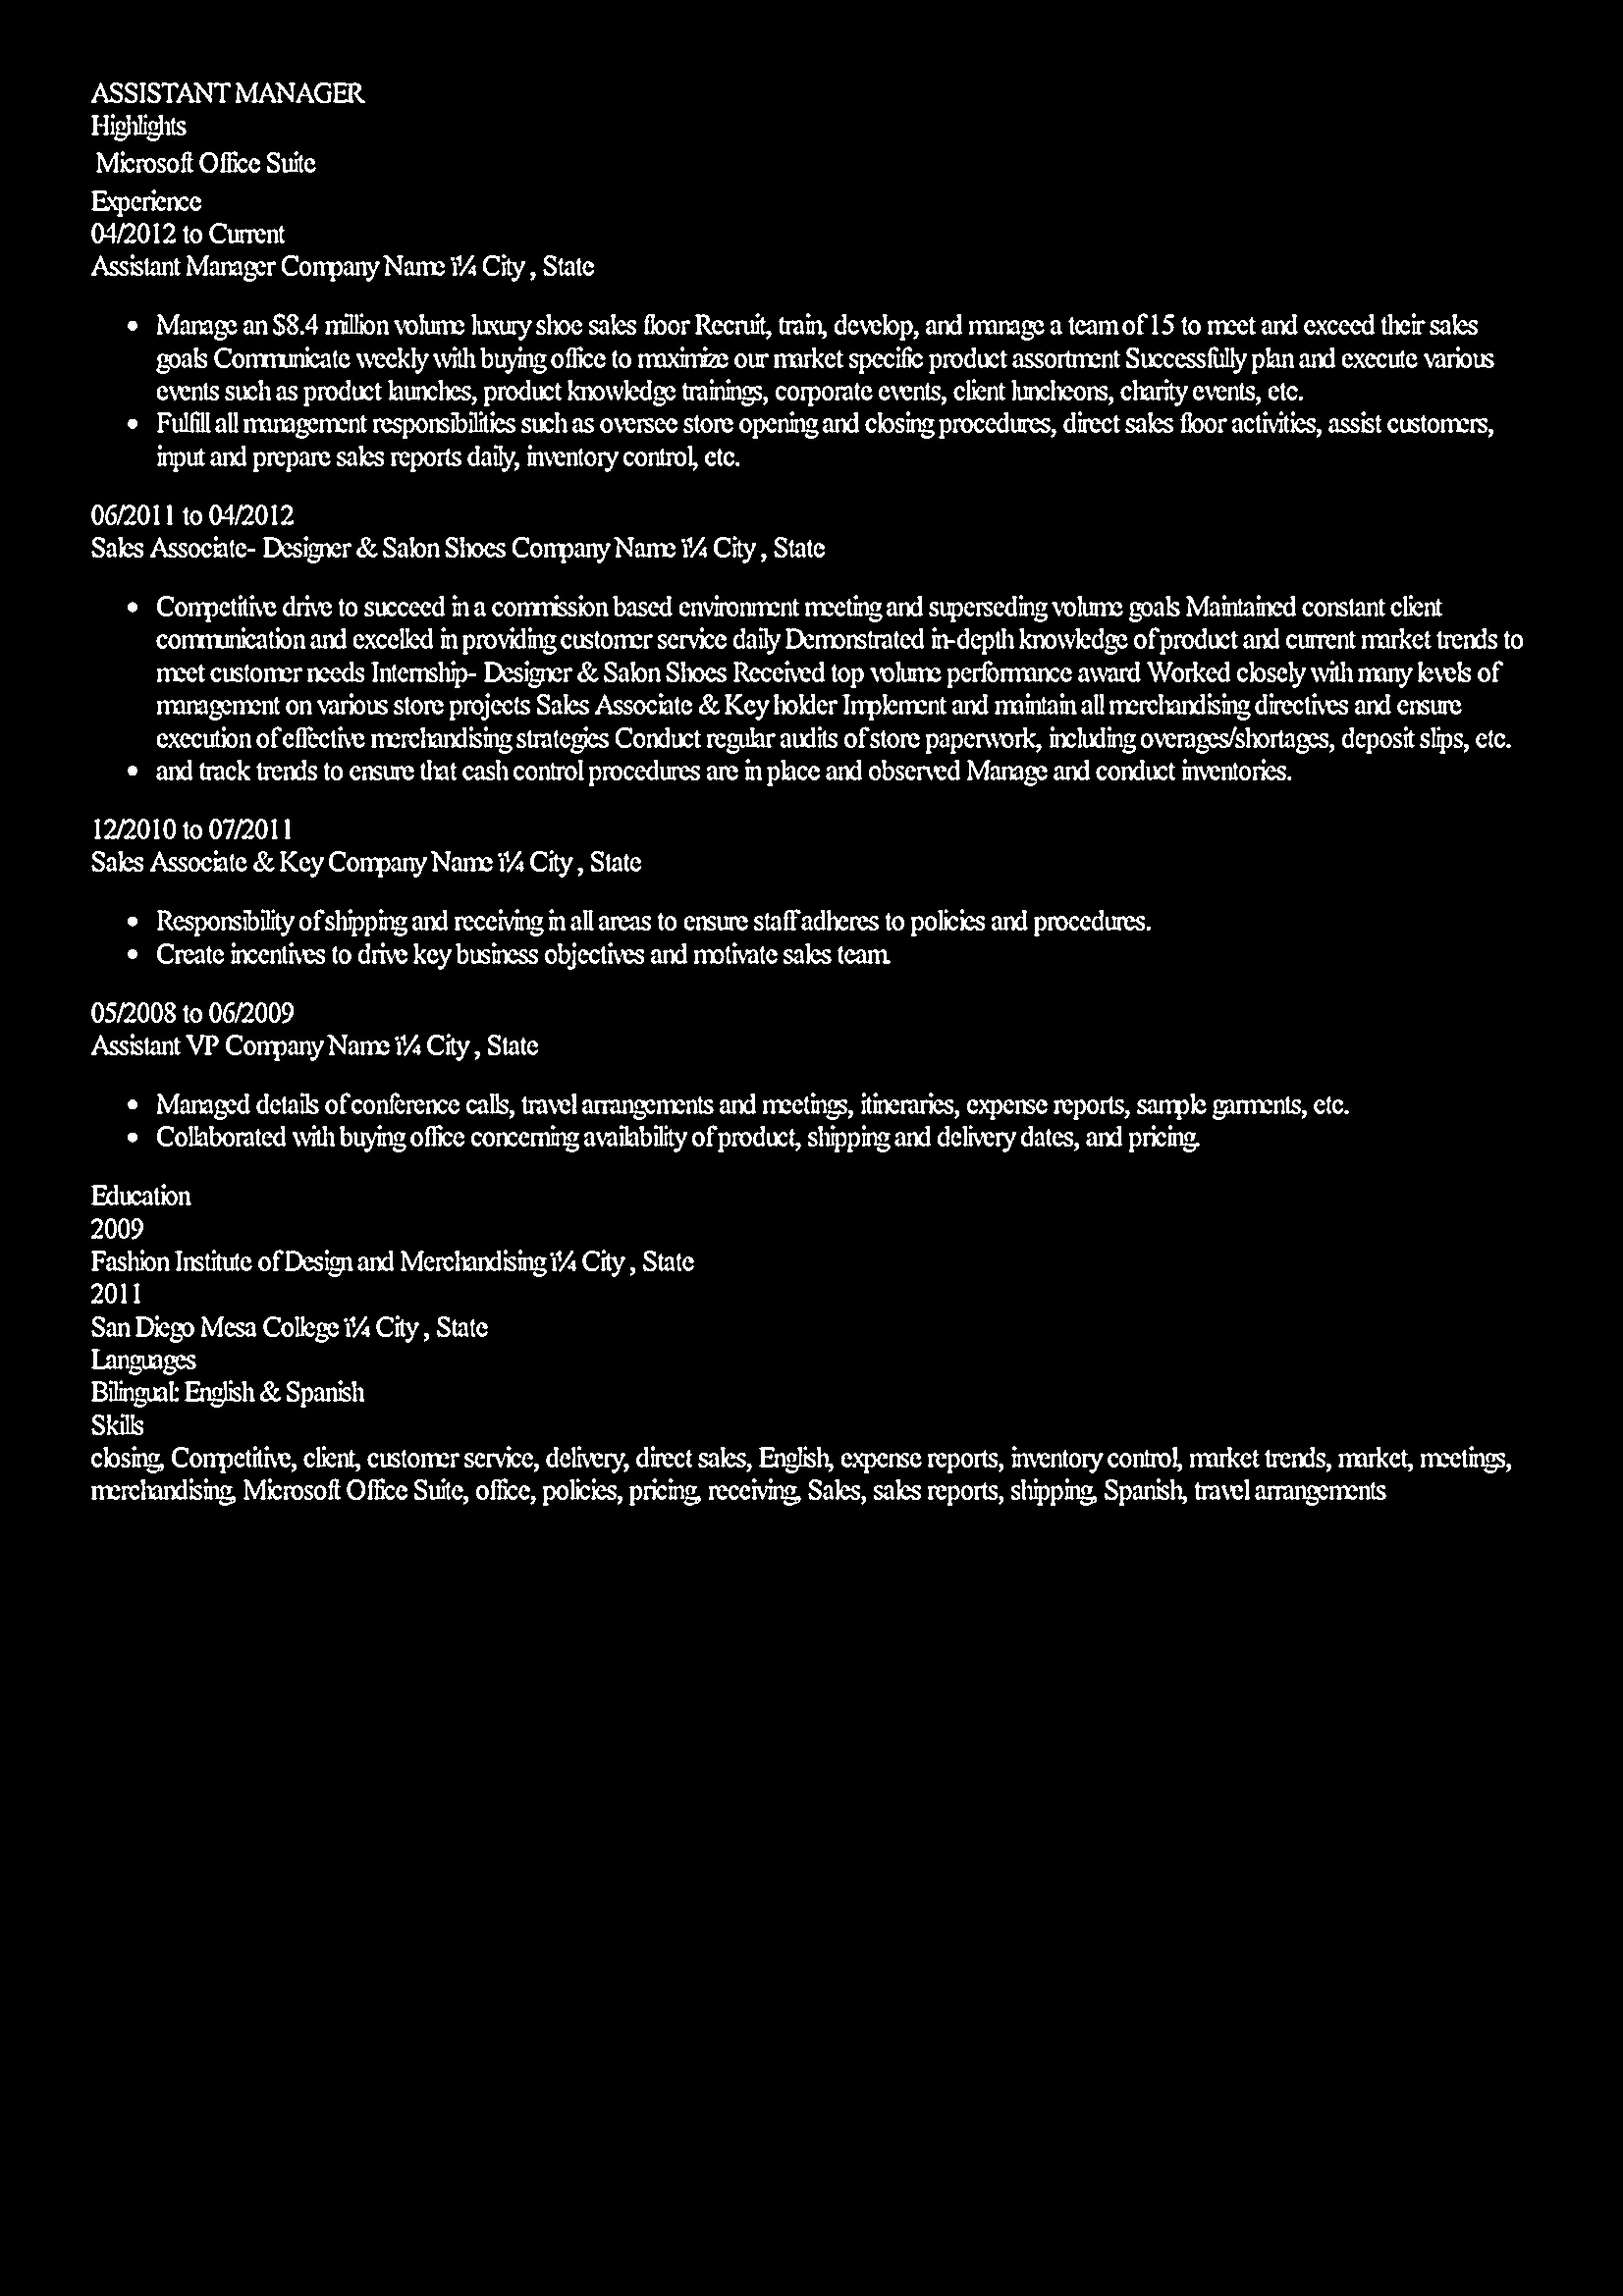 ASSISTANT MANAGER
Highlights
Microsoft Office Suite
Experience
04/2012 to Current
Assistant Manager Company Name ï¼ City , State
• Manage an $8.4 million volume luxury shoe sales floor Recruit, train, develop, and manage a team of 15 to meet and exceed their sales
goals Communicate weekly with buying office to maximize our market specific product assortment Successfully plan and execute various
events such as product launches, product knowledge trainings, corporate events, client luncheons, charity events, etc.
• Fulfill all management responsibilities such as oversee store opening and closing procedures, direct sales floor activities, assist customers,
input and prepare sales reports daily, inventory control, etc.
06/2011 to 04/2012
Sales Associate- Designer & Salon Shoes Company Name ï¼ City , State
• Competitive drive to succeed in a commission based environment meeting and superseding volume goals Maintained constant client
communication and excelled in providing customer service daily Demonstrated in-depth knowledge of product and current market trends to
meet customer needs Internship- Designer & Salon Shoes Received top volume performance award Worked closely with many levels of
management on various store projects Sales Associate & Key holder Implement and maintain all merchandising directives and ensure
execution of effective merchandising strategies Conduct regular audits of store paperwork, including overages/shortages, deposit slips, etc.
• and track trends to ensure that cash control procedures are in place and observed Manage and conduct inventories.
12/2010 to 07/2011
Sales Associate & Key Company Name ï¼ City , State
• Responsibility of shipping and receiving in all areas to ensure staff adheres to policies and procedures.
• Create incentives to drive key business objectives and motivate sales team.
05/2008 to 06/2009
Assistant VP Company Name ï¼ City , State
• Managed details of conference calls, travel arrangements and meetings, itineraries, expense reports, sample garments, etc.
• Collaborated with buying office concerning availability of product, shipping and delivery dates, and pricing.
Education
2009
Fashion Institute of Design and Merchandising ï¼ City , State
2011
San Diego Mesa College ï¼ City , State
Languages
Bilingual: English & Spanish
Skills
closing, Competitive, client, customer service, delivery, direct sales, English, expense reports, inventory control, market trends, market, meetings,
merchandising, Microsoft Office Suite, office, policies, pricing, receiving, Sales, sales reports, shipping, Spanish, travel arrangements